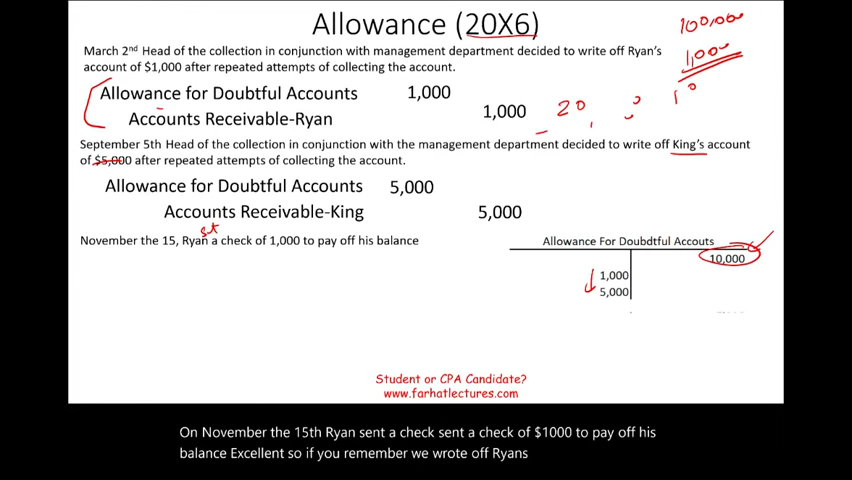 Allowance (20X6)
100,000
1,000
March 2nd Head of the collection in conjunction with management department decided to write off Ryan's
account of $1,000 after repeated attempts of collecting the account.
Allowance for Doubtful Accounts 1,000
Accounts Receivable-Ryan 1,000
20
September 5th Head of the collection in conjunction with the management department decided to write off King's account
of $5,000 after repeated attempts of collecting the account.
Allowance for Doubtful Accounts 5,000
Accounts Receivable-King 5,000
November the 15, Ryan a check of 1,000 to pay off his balance
Allowance For Doubdtful Accouts
10,000
1,000
5,000
Student or CPA Candidate?
www.farhatlectures.com
On November the 15th Ryan sent a check sent a check of $1000 to pay off his
balance Excellent so if you remember we wrote off Ryans